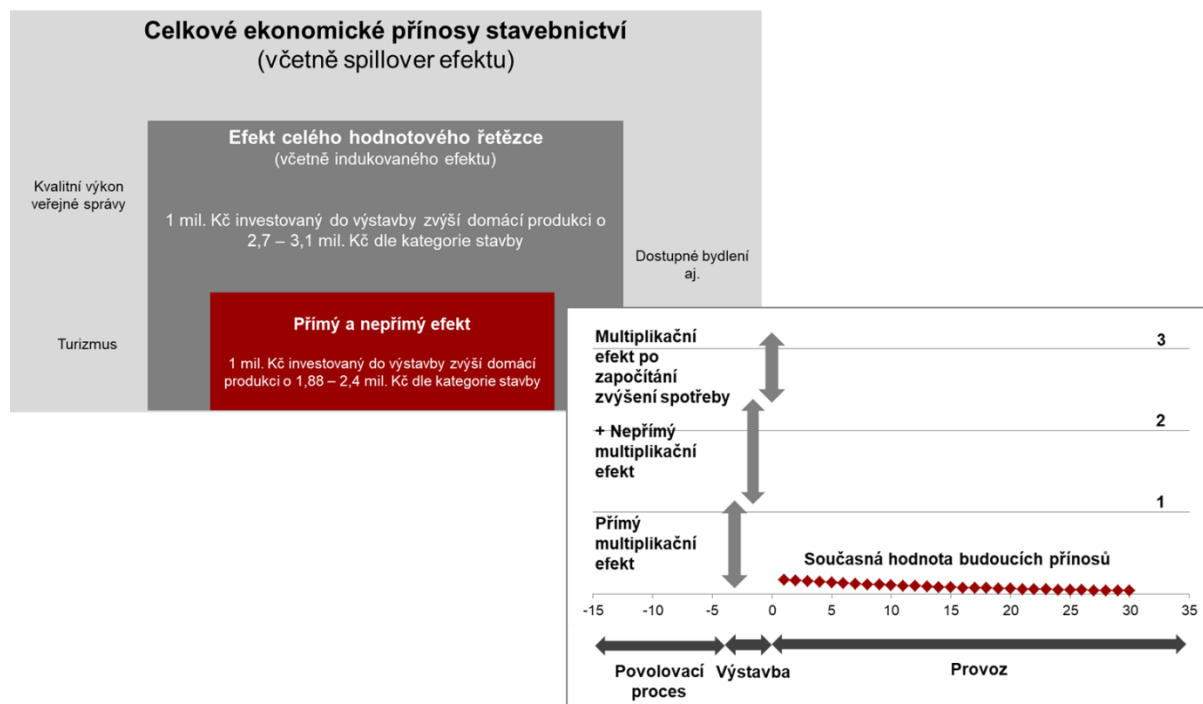 Celkové ekonomické přínosy stavebnictví
(včetně spillover efektu)
Efekt celého hodnotového řetězce
(včetně indukovaného efektu)
Kvalitní výkon
veřejné správy
1 mil. Kč investovaný do výstavby zvýší domácí produkci o
2,7 – 3,1 mil. Kč dle kategorie stavby
Dostupné bydlení
aj.
Turizmus
Přímý a nepřímý efekt
1 mil. Kč investovaný do výstavby zvýší domácí
produkci o 1,88 – 2,4 mil. Kč dle kategorie stavby
Multiplikační
efekt po
započítání
zvýšení spotřeby
3
+ Nepřímý
multiplikační
efekt
2
1
Přímý
multiplikační
efekt
Současná hodnota budoucích přínosů
-15 -10 -5 0 5 10 15 20 25 30 35
Povolovací
proces
Výstavba
Provoz